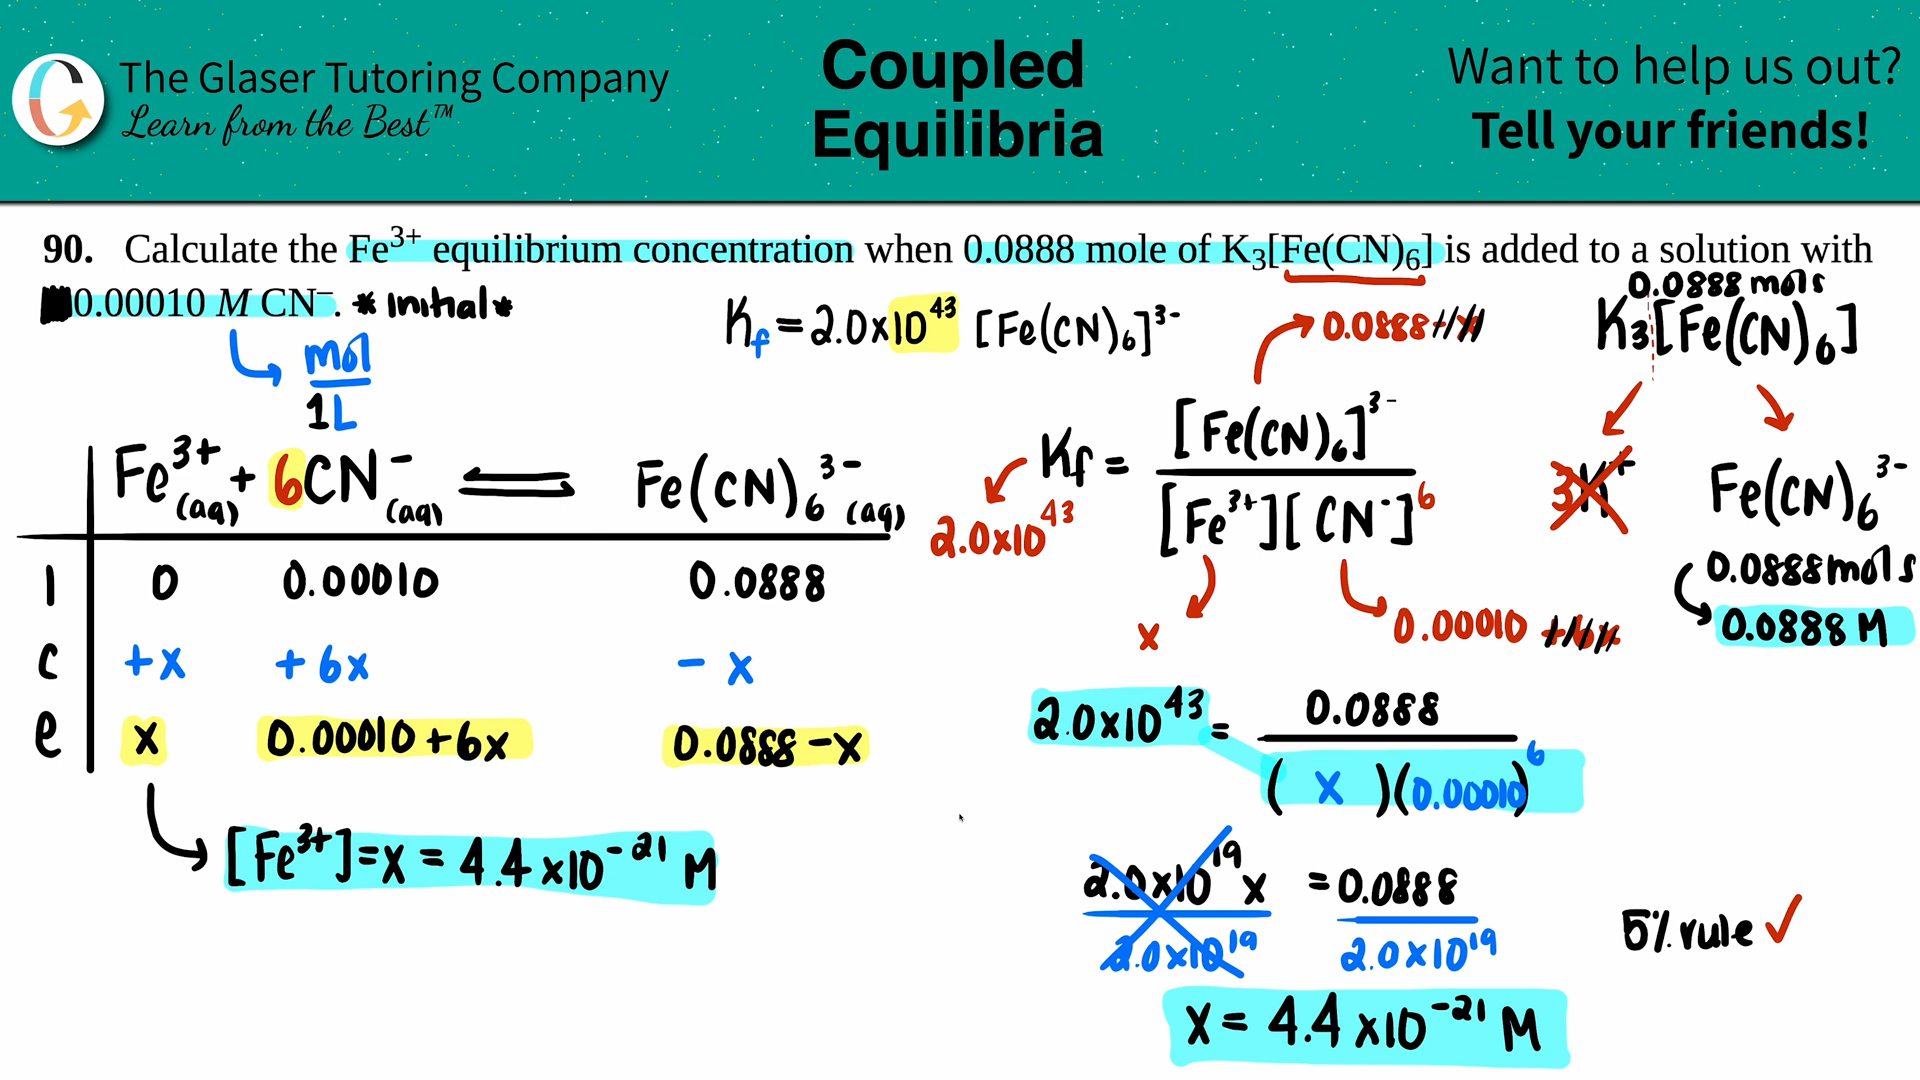 The Glaser Tutoring Company
Learn from the Best™
Coupled
Equilibria
Want to help us out?
Tell your friends!
90. Calculate the Fe³⁺ equilibrium concentration when 0.0888 mole of K₃[Fe(CN)₆] is added to a solution with
0.00010 M CN⁻. *Initial*
mol
1L
Kf = 2.0x10⁴³ [Fe(CN)₆]³⁻
0.0888
0.0888 mols
K₃[Fe(CN)₆]
3K⁺
Fe(CN)₆³⁻
0.0888 mols
0.0888 M
Fe³⁺(aq) + 6CN⁻(aq) ⇌ Fe(CN)₆³⁻(aq)
I 0 0.00010 0.0888
C +x +6x -x
e x 0.00010+6x 0.0888-x
[Fe³⁺]=x = 4.4x10⁻²¹ M
Kf = [Fe(CN)₆]³⁻
[Fe³⁺][CN⁻]⁶
2.0x10⁴³
x
0.00010 +6x
2.0x10⁴³ = 0.0888
( x )(0.00010)⁶
2.0x10¹⁹x = 0.0888
2.0x10¹⁹ 2.0x10¹⁹
x = 4.4x10⁻²¹ M
5% rule ✓